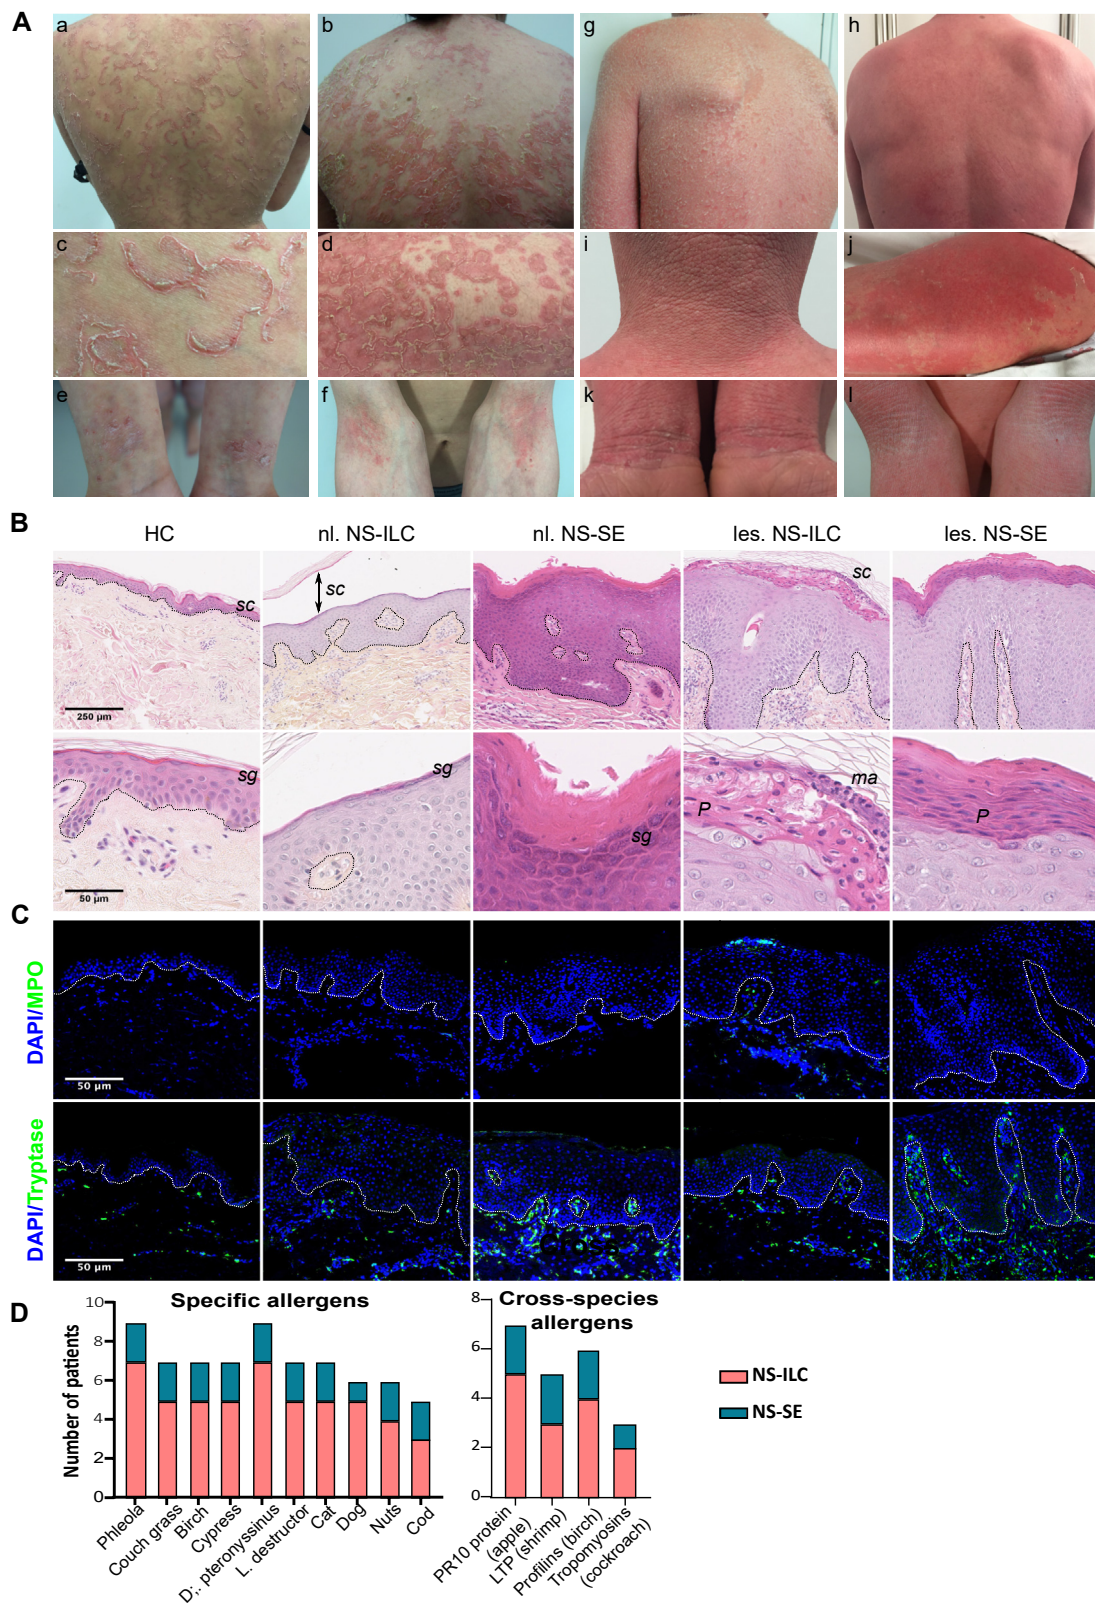 A
a
b
g
h
c
d
i
j
e
f
k
l
B
HC
nl. NS-ILC
nl. NS-SE
les. NS-ILC
les. NS-SE
sc
sc
sc
250 µm
sg
sg
sg
P
ma
P
50 µm
C
DAPI/MPO
50 µm
DAPI/Tryptase
50 µm
D
Specific allergens
Number of patients
10
8
6
4
2
0
Phleola
Couch grass
Birch
Cypress
D;. pteronyssinus
L. destructor
Cat
Dog
Nuts
Cod
Cross-species
allergens
8
6
4
2
0
PR10 protein
(apple)
LTP (shrimp)
Profilins (birch)
Tropomyosins
(cockroach)
NS-ILC
NS-SE